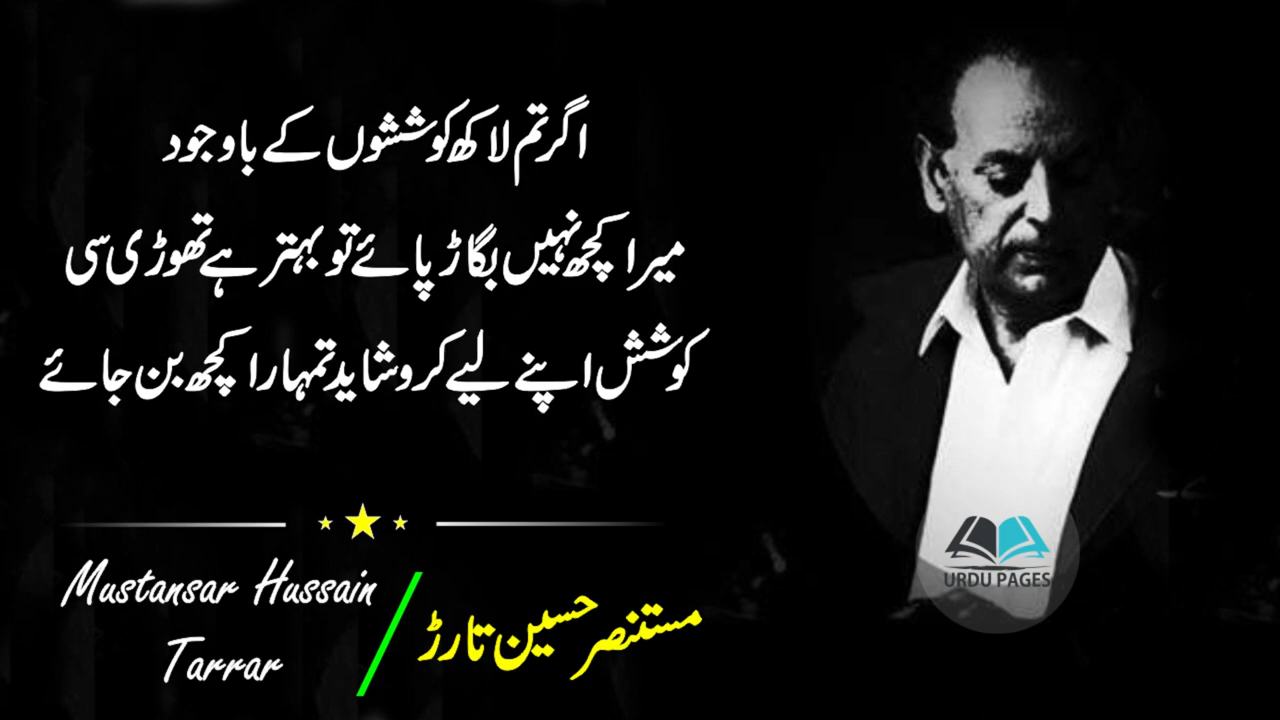 اگر تم لاکھ کوششوں کے باوجود
میرا کچھ نہیں بگاڑ پائے تو بہتر ہے تھوڑی سی
کوشش اپنے لیے کرو شاید تمہارا کچھ بن جائے
Mustansar Hussain
Tarrar
مستنصر حسین تارڑ
URDU PAGES